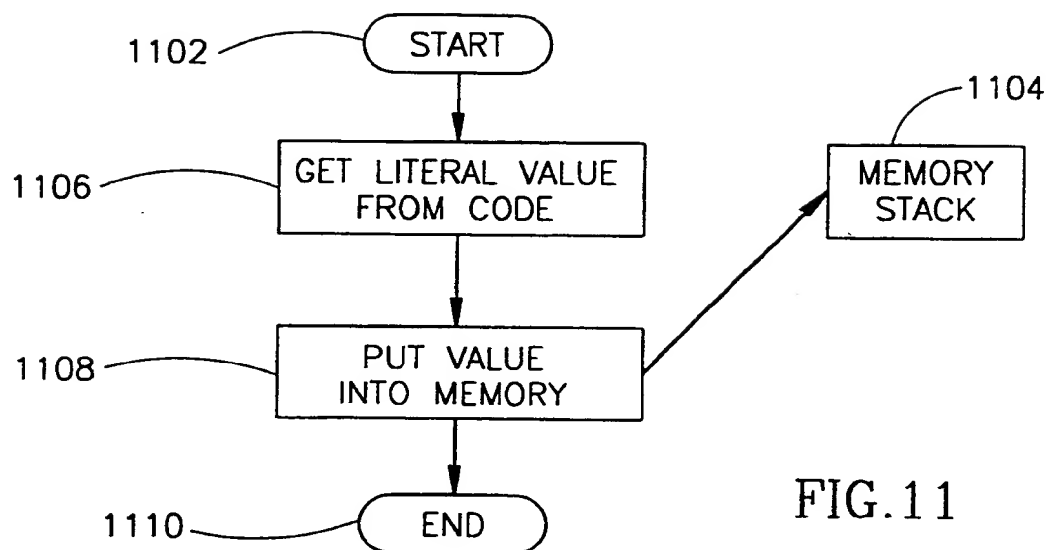 1102
START
1104
1106
GET LITERAL VALUE
FROM CODE
MEMORY
STACK
1108
PUT VALUE
INTO MEMORY
1110
END
FIG.11